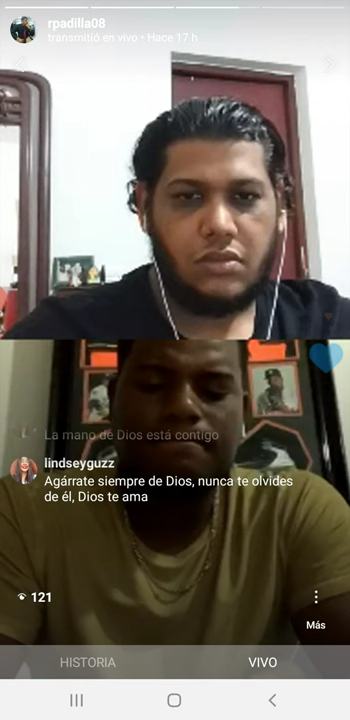 rpadilla08
transmitió en vivo • Hace 17 h
La mano de Dios está contigo
lindseyguzz
Agárrate siempre de Dios, nunca te olvides
de él, Dios te ama
121
Más
HISTORIA
VIVO